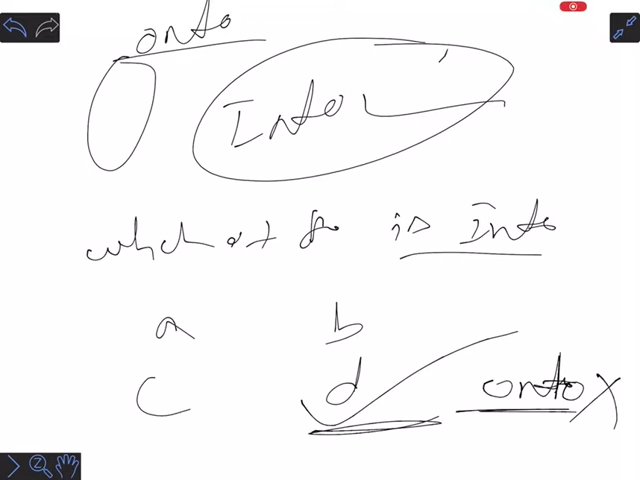 onto
Into
which of the is Into
a b
c d onto X